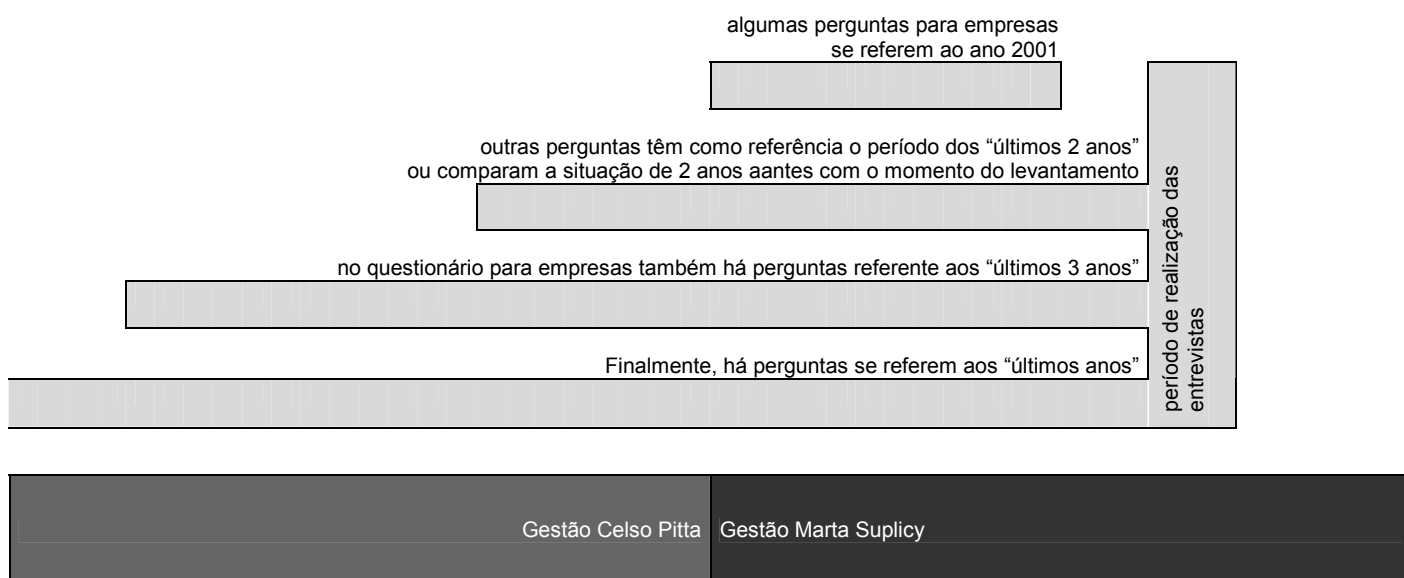 algumas perguntas para empresas
se referem ao ano 2001
outras perguntas têm como referência o período dos “últimos 2 anos”
ou comparam a situação de 2 anos aantes com o momento do levantamento
no questionário para empresas também há perguntas referente aos “últimos 3 anos”
Finalmente, há perguntas se referem aos “últimos anos”
período de realização das
entrevistas
Gestão Celso Pitta
Gestão Marta Suplicy